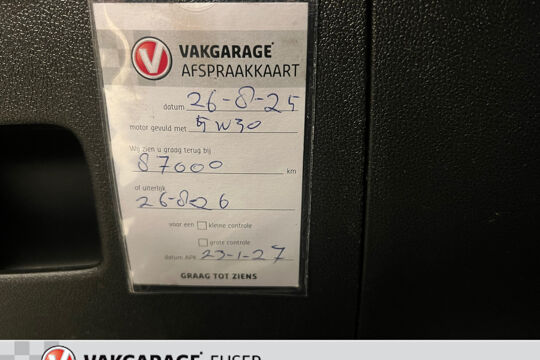 VAKGARAGE
AFSPRAAKKAART
datum 26-8-25
motor gevuld met 5W30
Wij zien u graag terug bij
87000 km
of uiterlijk
26-8-26
voor een kleine controle
grote controle
datum APK 23-1-27
GRAAG TOT ZIENS
VAKGARAGE FUSER